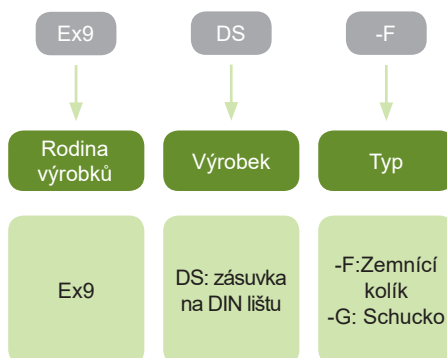 Ex9
DS
-F
Rodina
výrobků
Výrobek
Typ
Ex9
DS: zásuvka
na DIN lištu
-F:Zemnící
kolík
-G: Schucko